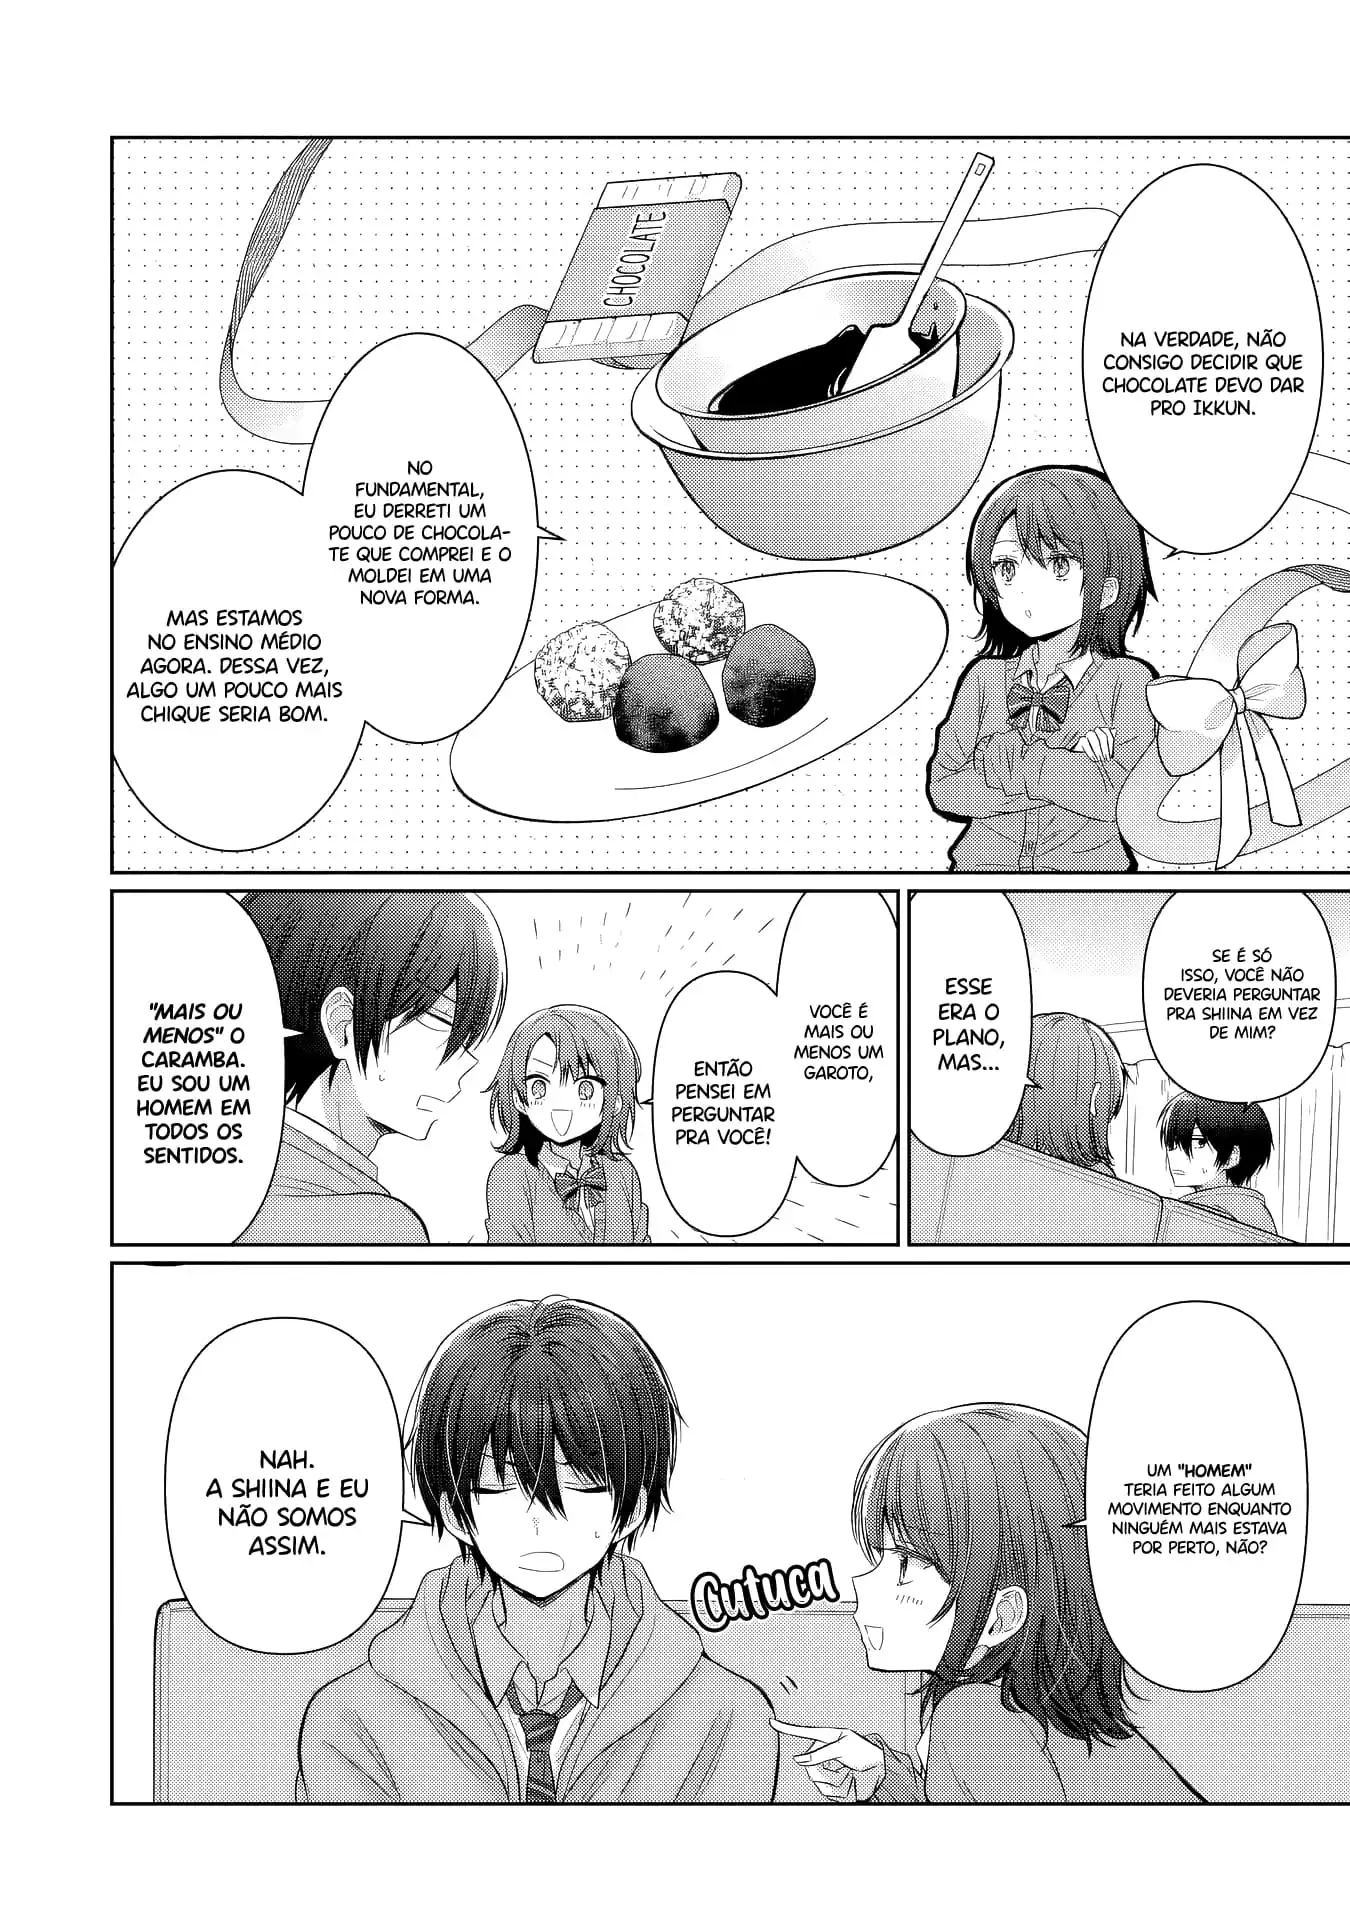 NA VERDADE, NÃO
CONSIGO DECIDIR QUE
CHOCOLATE DEVO DAR
PRO IKKUN.
CHOCOLATE
NO
FUNDAMENTAL,
EU DERRETI UM
POUCO DE CHOCOLA-
TE QUE COMPREI E O
MOLDEI EM UMA
NOVA FORMA.
MAS ESTAMOS
NO ENSINO MÉDIO
AGORA. DESSA VEZ,
ALGO UM POUCO MAIS
CHIQUE SERIA BOM.
SE É SÓ
ISSO, VOCÊ NÃO
DEVERIA PERGUNTAR
PRA SHIINA EM VEZ
DE MIM?
ESSE
ERA O
PLANO,
MAS...
VOCÊ É
MAIS OU
MENOS UM
GAROTO,
ENTÃO
PENSEI EM
PERGUNTAR
PRA VOCÊ!
"MAIS OU
MENOS" O
CARAMBA.
EU SOU UM
HOMEM EM
TODOS OS
SENTIDOS.
UM "HOMEM"
TERIA FEITO ALGUM
MOVIMENTO ENQUANTO
NINGUÉM MAIS ESTAVA
POR PERTO, NÃO?
Cutuca
NAH.
A SHIINA E EU
NÃO SOMOS
ASSIM.